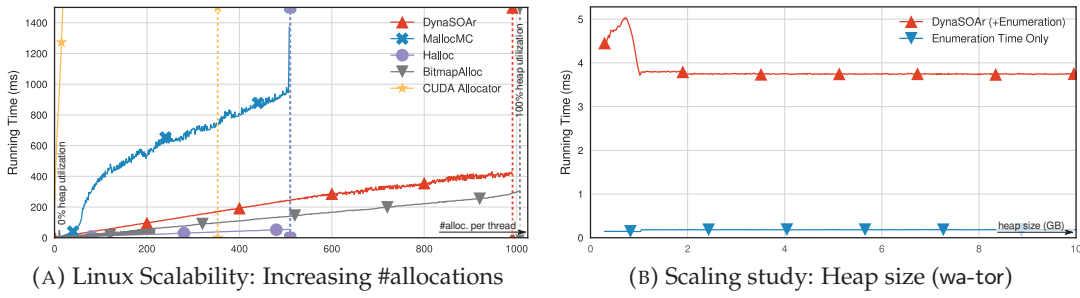 1400
1200
1000
800
600
400
200
0
Running Time (ms)
0% heap utilization
100% heap utilization
DynaSOAr
MallocMC
Halloc
BitmapAlloc
CUDA Allocator
#alloc. per thread
0
200
400
600
800
1000
(A) Linux Scalability: Increasing #allocations
5
4
3
2
1
0
Running Time (ms)
DynaSOAr (+Enumeration)
Enumeration Time Only
heap size (GB)
0
2
4
6
8
10
(B) Scaling study: Heap size (wa-tor)